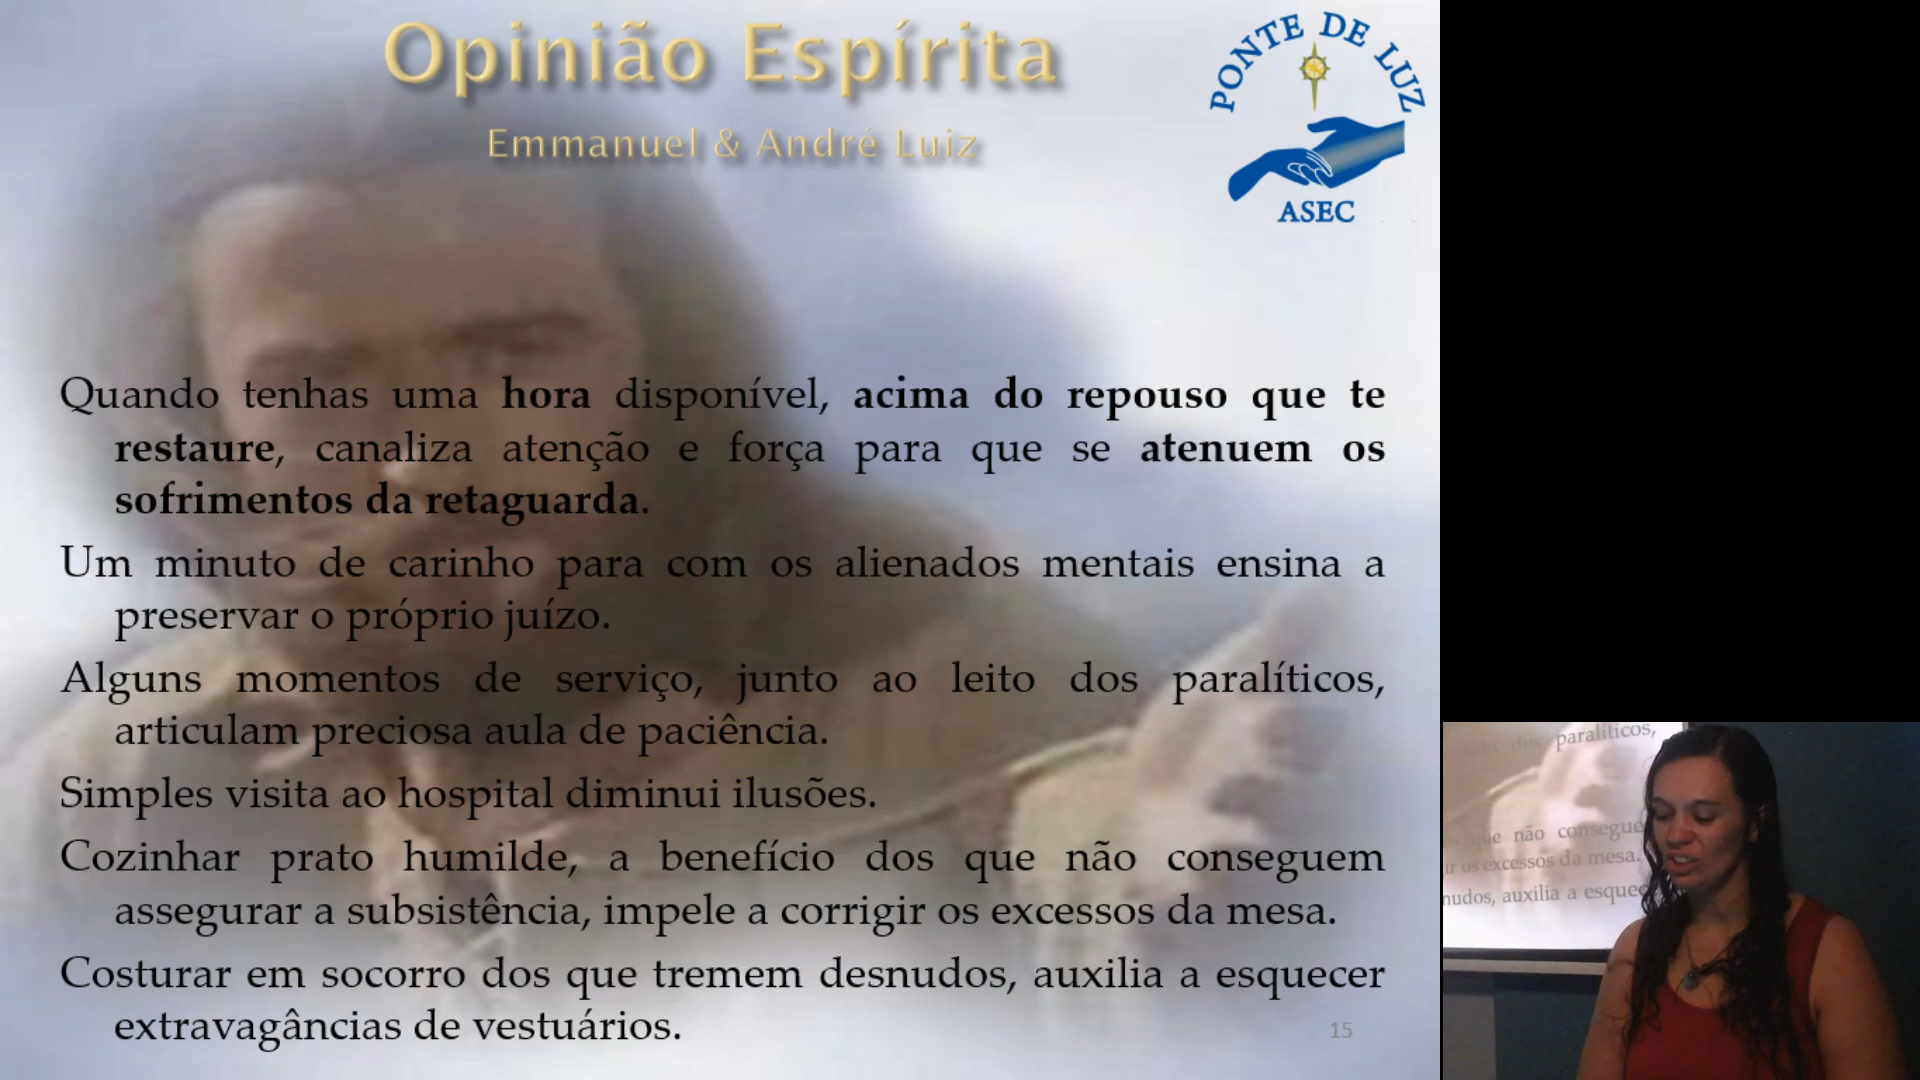 Opinião Espírita
Emmanuel & André Luiz
PONTE DE LUZ
ASEC
Quando tenhas uma hora disponível, acima do repouso que te
restaure, canaliza atenção e força para que se atenuem os
sofrimentos da retaguarda.
Um minuto de carinho para com os alienados mentais ensina a
preservar o próprio juízo.
Alguns momentos de serviço, junto ao leito dos paralíticos,
articulam preciosa aula de paciência.
Simples visita ao hospital diminui ilusões.
Cozinhar prato humilde, a benefício dos que não conseguem
assegurar a subsistência, impele a corrigir os excessos da mesa.
Costurar em socorro dos que tremem desnudos, auxilia a esquecer
extravagâncias de vestuários.
15
dos paralíticos,
que não consegue
ir os excessos da mesa.
nudos, auxilia a esquec